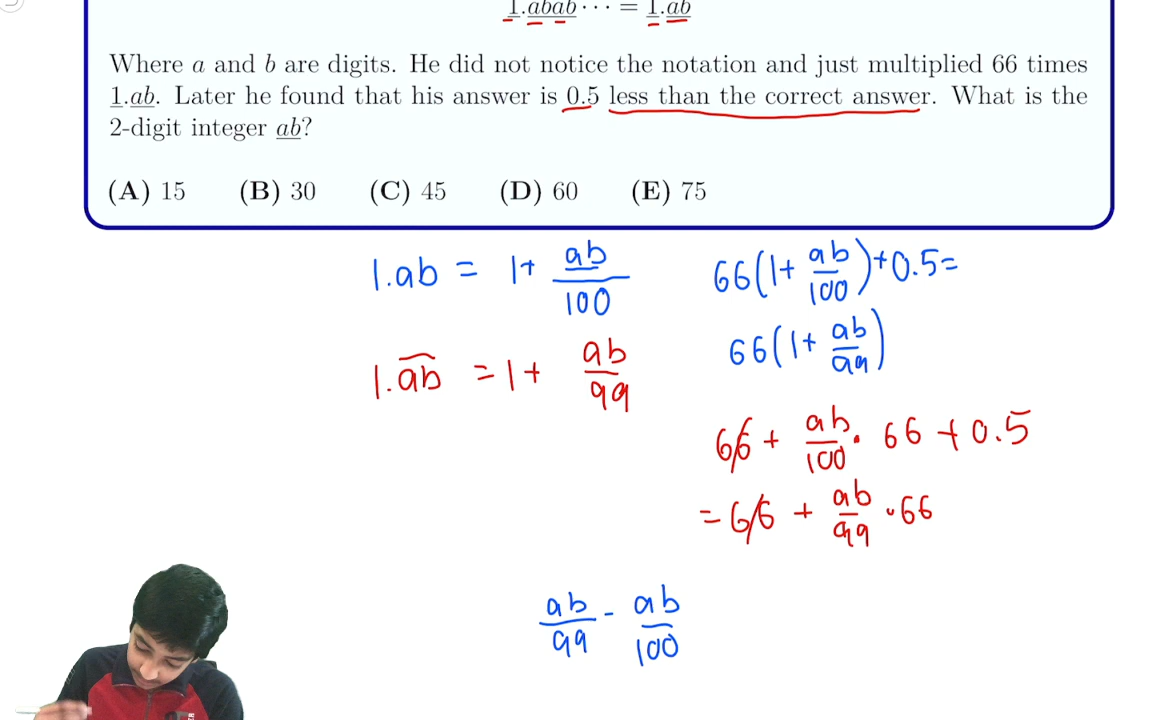 1.abab··· = 1.ab
Where a and b are digits. He did not notice the notation and just multiplied 66 times
1.ab. Later he found that his answer is 0.5 less than the correct answer. What is the
2-digit integer ab?
(A) 15 (B) 30 (C) 45 (D) 60 (E) 75
1.ab = 1+ ab/100
66(1+ ab/100)+0.5=
66(1+ ab/99)
1.a̅b̅ = 1+ ab/99
66 + ab/100 · 66 + 0.5
= 66 + ab/99 · 66
ab/99 - ab/100